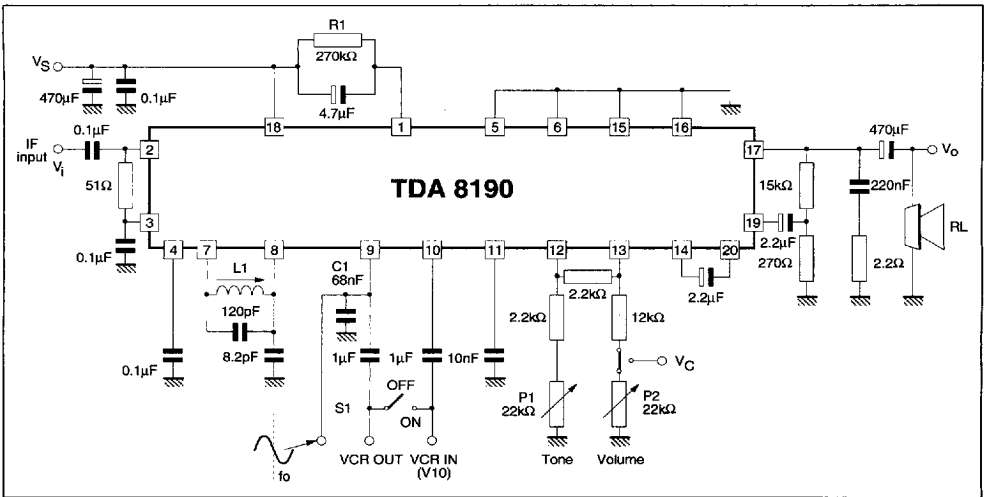 R1
270kΩ
4.7µF
VS
470µF
0.1µF
18
1
5
6
15
16
0.1µF
IF
input
Vi
2
51Ω
3
0.1µF
TDA 8190
17
470µF
Vo
15kΩ
220nF
19
2.2µF
270Ω
2.2Ω
RL
4
7
8
9
10
11
12
13
14
20
L1
120pF
8.2pF
0.1µF
C1
68nF
1µF
1µF
10nF
2.2kΩ
2.2kΩ
12kΩ
2.2µF
VC
OFF
S1
ON
P1
22kΩ
P2
22kΩ
fo
VCR OUT
VCR IN
(V10)
Tone
Volume